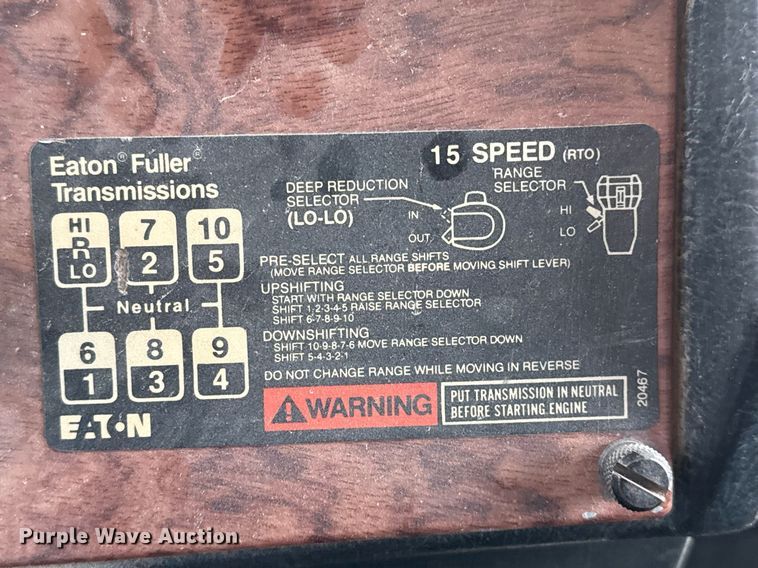 Eaton® Fuller®
Transmissions
15 SPEED (RTO)
DEEP REDUCTION
SELECTOR
(LO-LO)
IN
OUT
RANGE
SELECTOR
HI
LO
HI
R
LO
7
2
10
5
Neutral
6
1
8
3
9
4
PRE-SELECT ALL RANGE SHIFTS
(MOVE RANGE SELECTOR BEFORE MOVING SHIFT LEVER)
UPSHIFTING
START WITH RANGE SELECTOR DOWN
SHIFT 1-2-3-4-5 RAISE RANGE SELECTOR
SHIFT 6-7-8-9-10
DOWNSHIFTING
SHIFT 10-9-8-7-6 MOVE RANGE SELECTOR DOWN
SHIFT 5-4-3-2-1
DO NOT CHANGE RANGE WHILE MOVING IN REVERSE
EATON
WARNING
PUT TRANSMISSION IN NEUTRAL
BEFORE STARTING ENGINE
20467
Purple Wave Auction